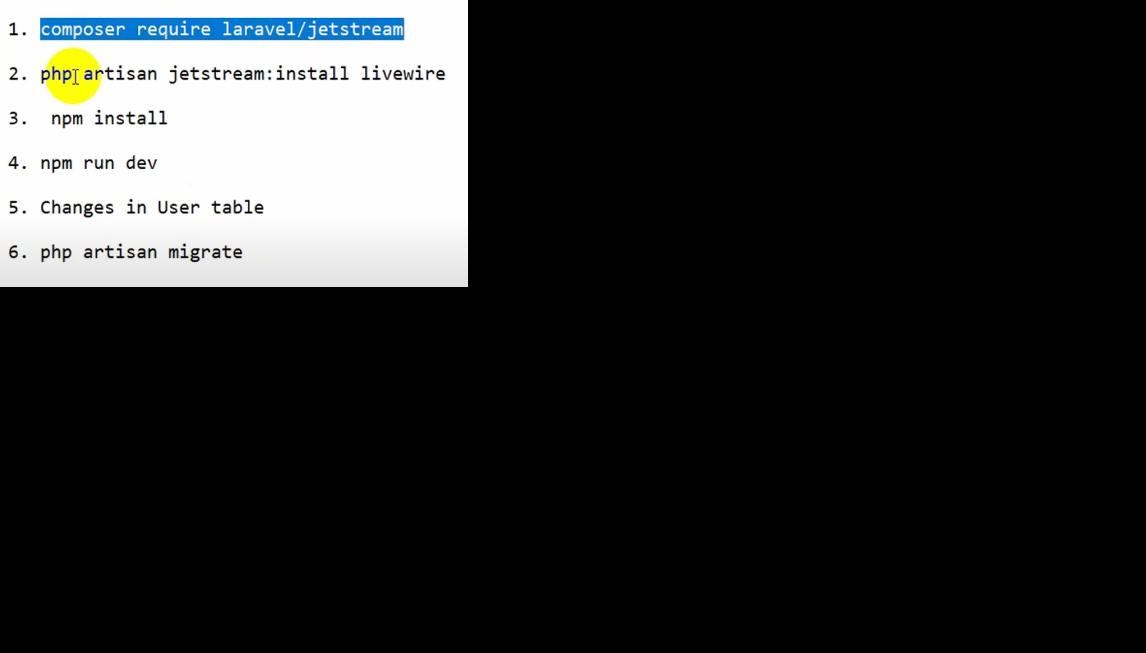 1. composer require laravel/jetstream
2. php artisan jetstream:install livewire
3. npm install
4. npm run dev
5. Changes in User table
6. php artisan migrate